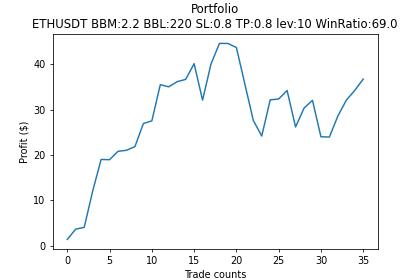 Portfolio
ETHUSDT BBM:2.2 BBL:220 SL:0.8 TP:0.8 lev:10 WinRatio:69.0
Profit ($)
40
30
20
10
0
0 5 10 15 20 25 30 35
Trade counts